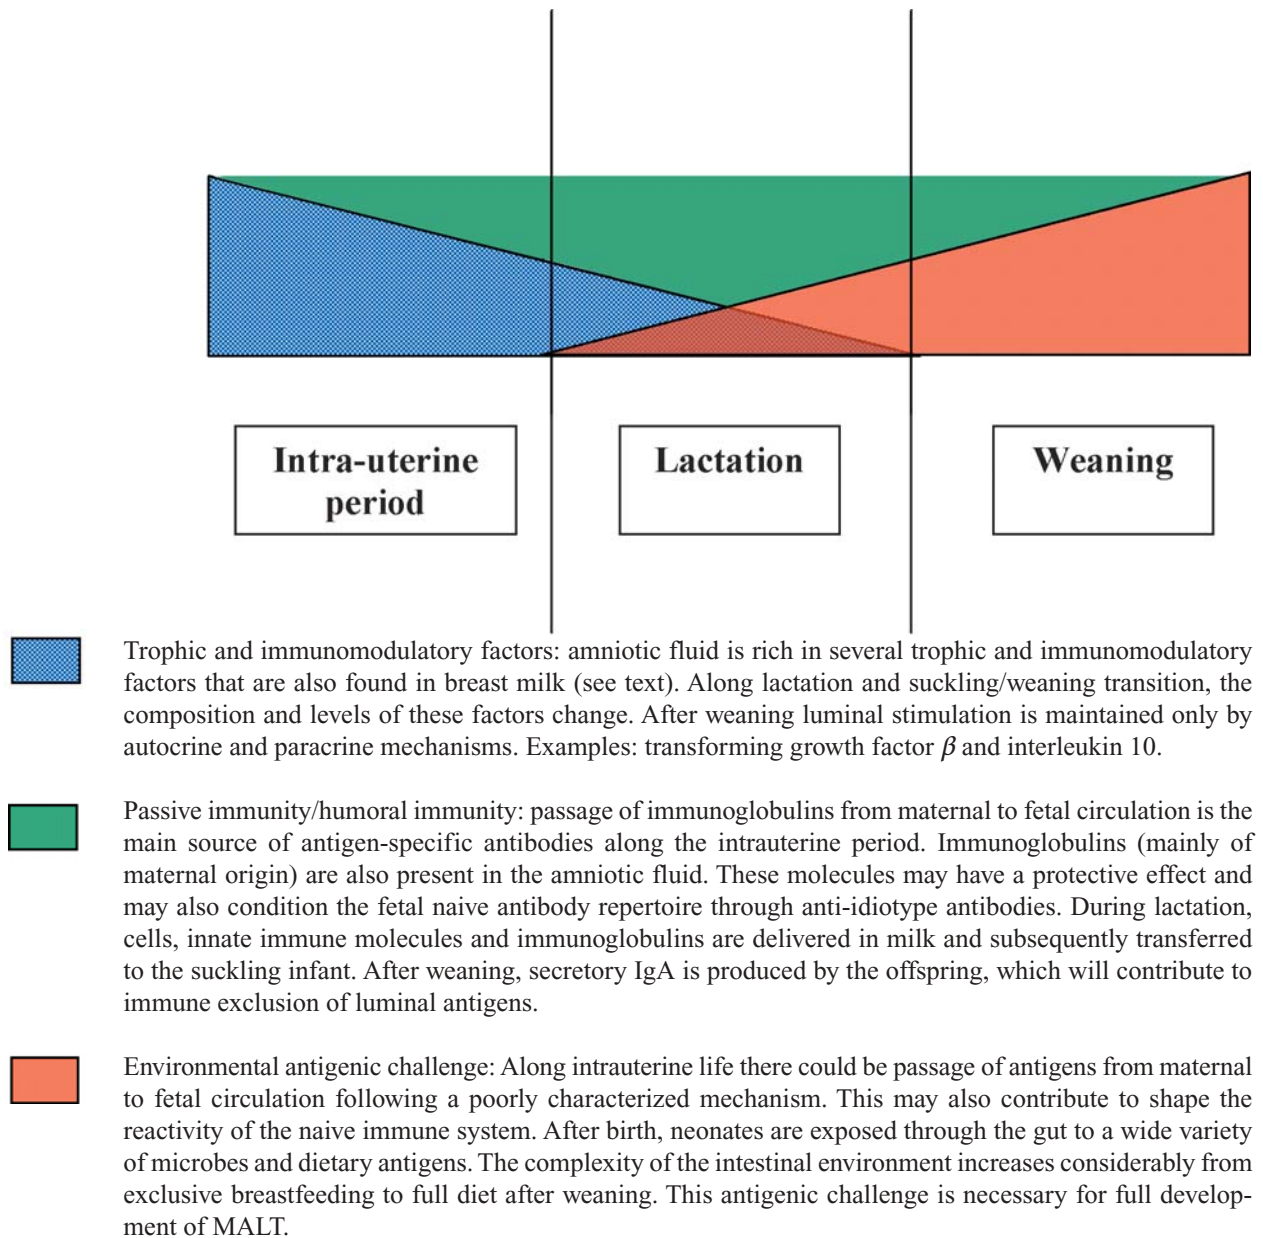 Intra-uterine
period
Lactation
Weaning
Trophic and immunomodulatory factors: amniotic fluid is rich in several trophic and immunomodulatory
factors that are also found in breast milk (see text). Along lactation and suckling/weaning transition, the
composition and levels of these factors change. After weaning luminal stimulation is maintained only by
autocrine and paracrine mechanisms. Examples: transforming growth factor β and interleukin 10.
Passive immunity/humoral immunity: passage of immunoglobulins from maternal to fetal circulation is the
main source of antigen-specific antibodies along the intrauterine period. Immunoglobulins (mainly of
maternal origin) are also present in the amniotic fluid. These molecules may have a protective effect and
may also condition the fetal naive antibody repertoire through anti-idiotype antibodies. During lactation,
cells, innate immune molecules and immunoglobulins are delivered in milk and subsequently transferred
to the suckling infant. After weaning, secretory IgA is produced by the offspring, which will contribute to
immune exclusion of luminal antigens.
Environmental antigenic challenge: Along intrauterine life there could be passage of antigens from maternal
to fetal circulation following a poorly characterized mechanism. This may also contribute to shape the
reactivity of the naive immune system. After birth, neonates are exposed through the gut to a wide variety
of microbes and dietary antigens. The complexity of the intestinal environment increases considerably from
exclusive breastfeeding to full diet after weaning. This antigenic challenge is necessary for full develop-
ment of MALT.